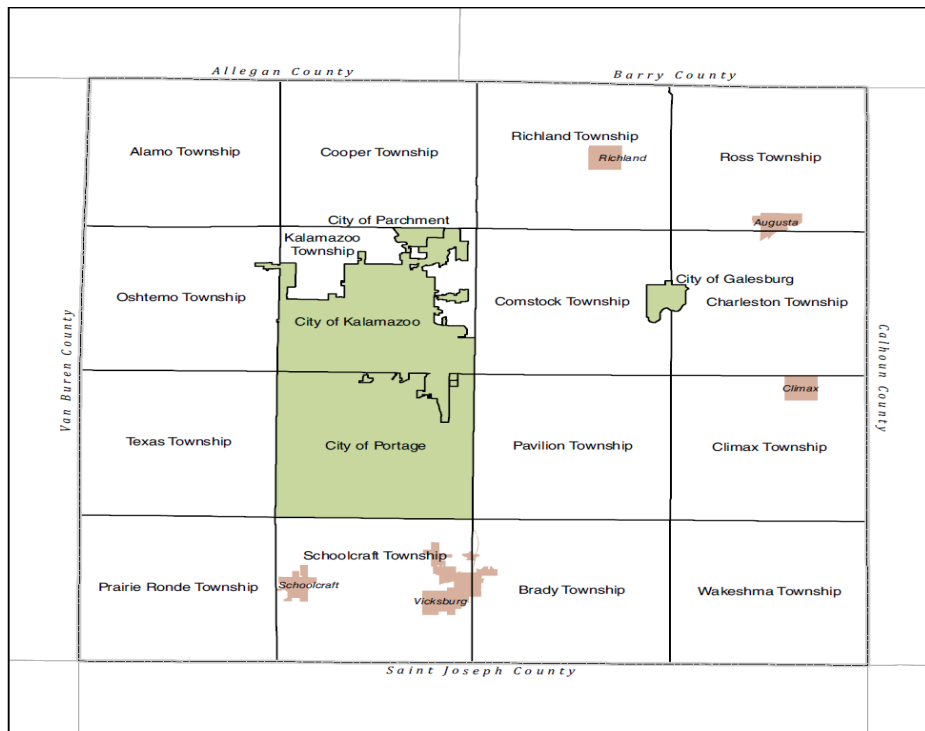 Allegan County
Barry County
Richland Township
Alamo Township
Cooper Township
Richland
Ross Township
City of Parchment
Augusta
Kalamazoo
Township
City of Galesburg
Oshtemo Township
Comstock Township
Charleston Township
City of Kalamazoo
Van Buren County
Calhoun County
Climax
Texas Township
City of Portage
Pavilion Township
Climax Township
Schoolcraft Township
Prairie Ronde Township
Schoolcraft
Vicksburg
Brady Township
Wakeshma Township
Saint Joseph County